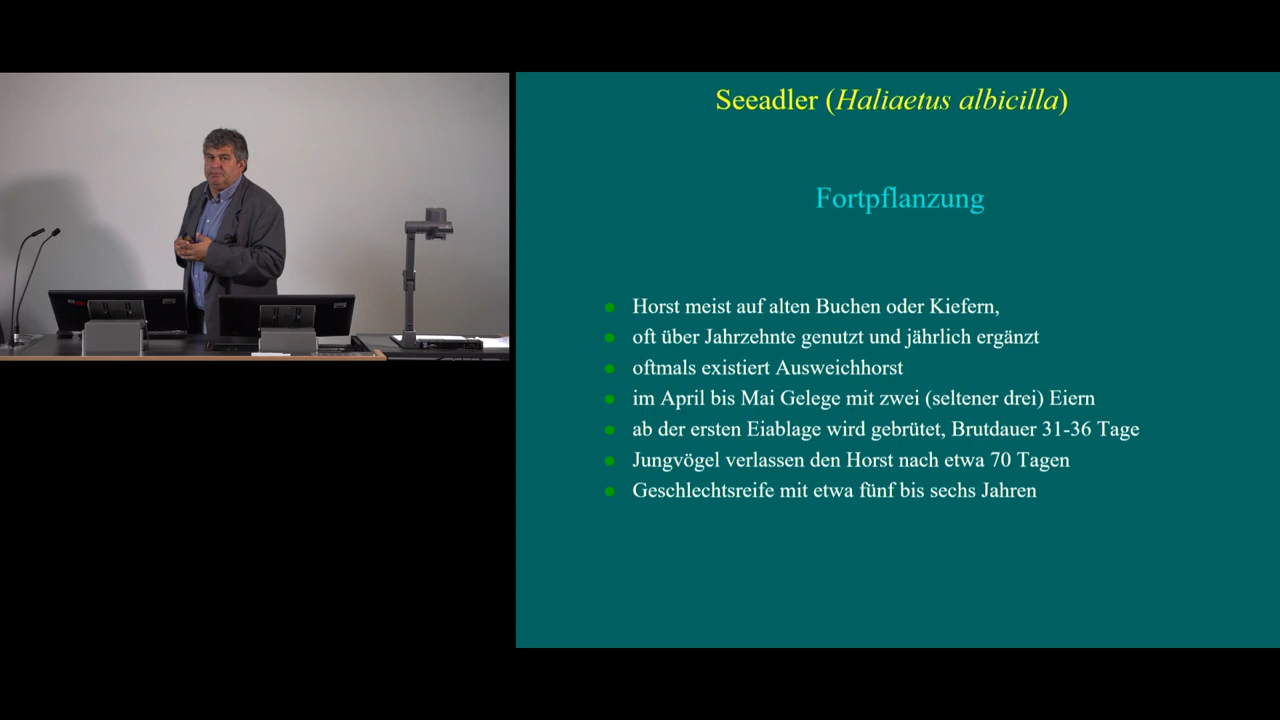 Seeadler (Haliaetus albicilla)
Fortpflanzung
Horst meist auf alten Buchen oder Kiefern,
oft über Jahrzehnte genutzt und jährlich ergänzt
oftmals existiert Ausweichhorst
im April bis Mai Gelege mit zwei (seltener drei) Eiern
ab der ersten Eiablage wird gebrütet, Brutdauer 31-36 Tage
Jungvögel verlassen den Horst nach etwa 70 Tagen
Geschlechtsreife mit etwa fünf bis sechs Jahren